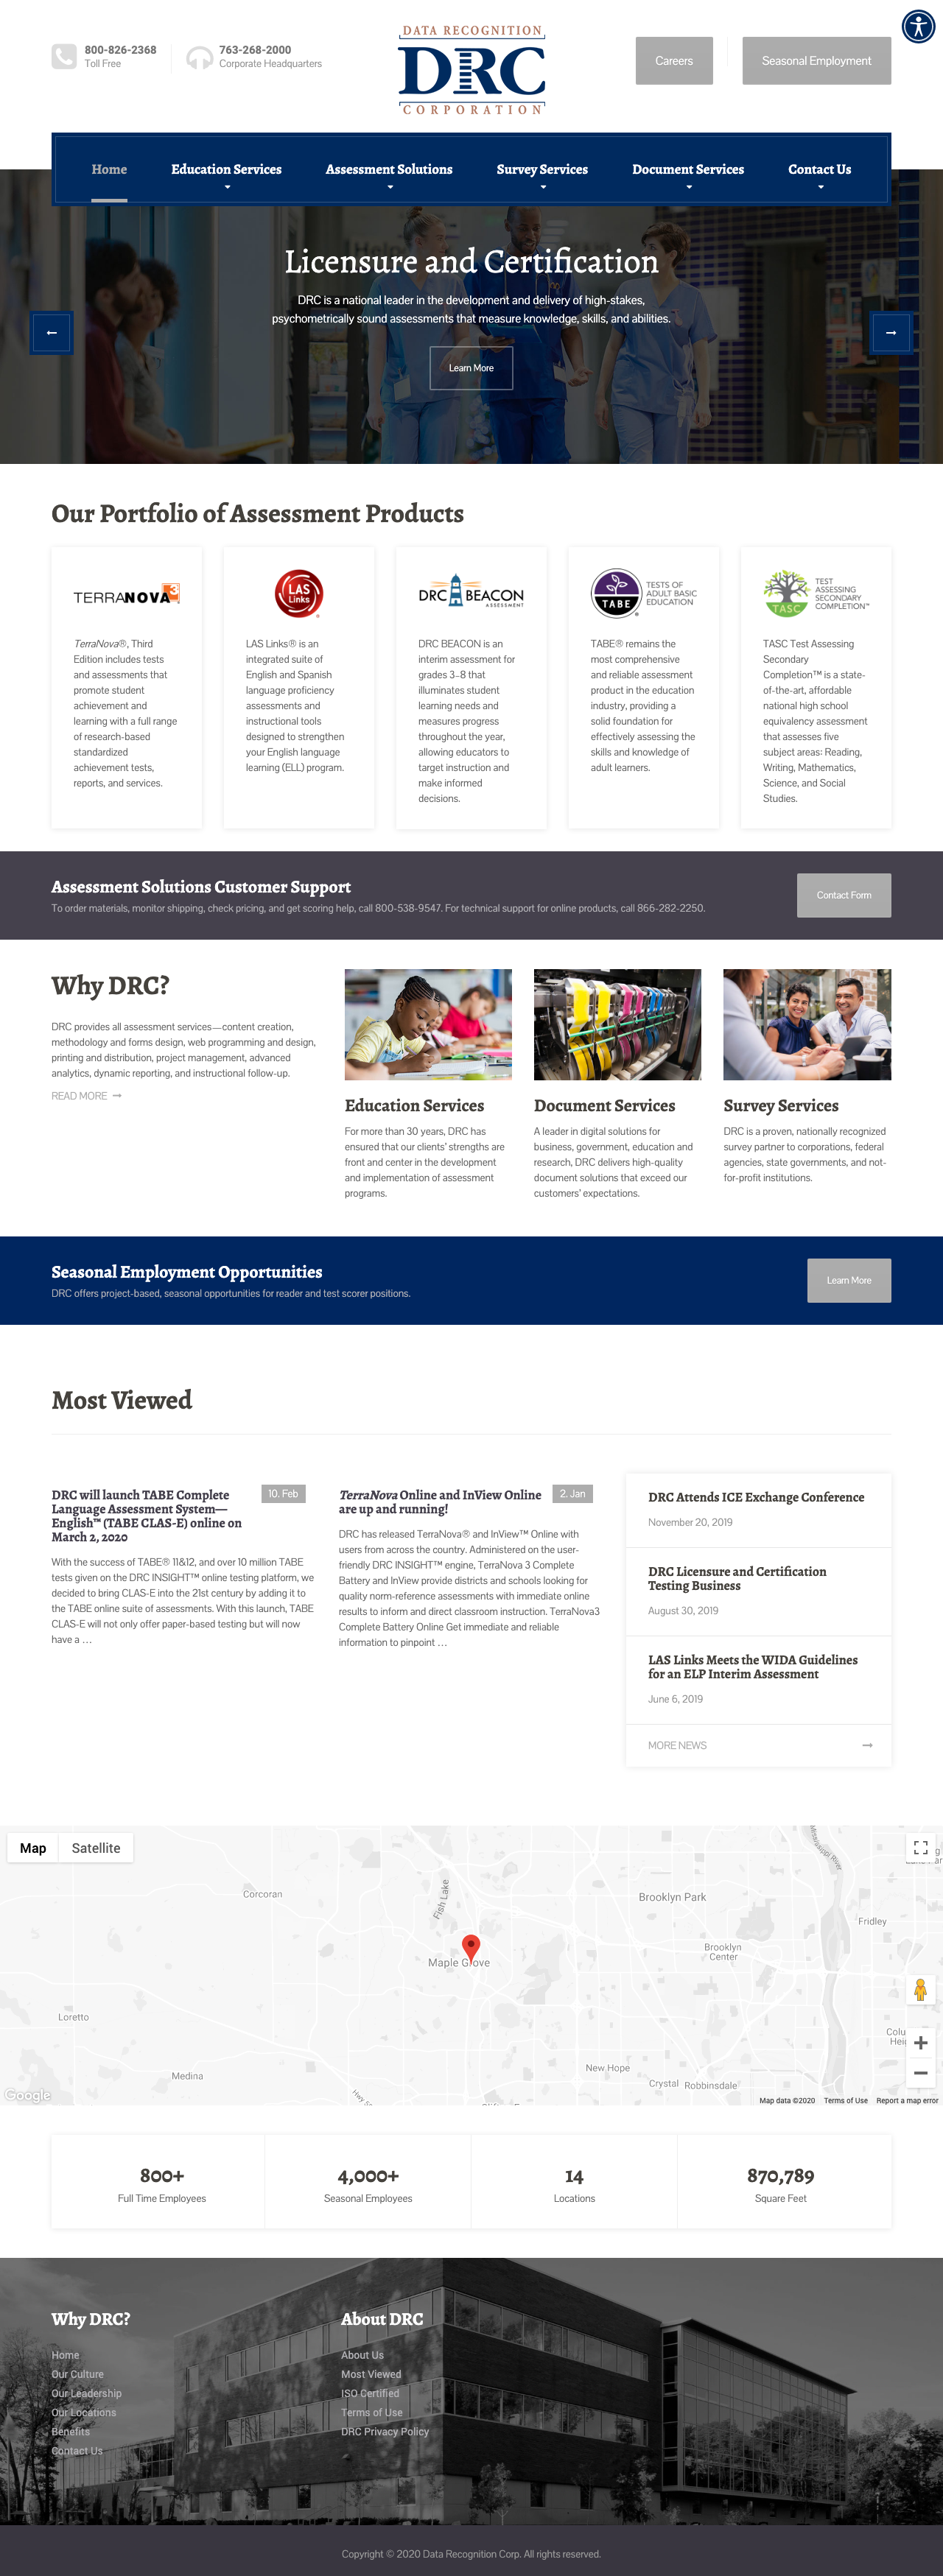 800-826-2368
Toll Free
763-268-2000
Corporate Headquarters
DATA RECOGNITION
DRC
CORPORATION
Careers
Seasonal Employment
Home
Education Services
Assessment Solutions
Survey Services
Document Services
Contact Us
Licensure and Certification
DRC is a national leader in the development and delivery of high-stakes,
psychometrically sound assessments that measure knowledge, skills, and abilities.
Learn More
Our Portfolio of Assessment Products
TERRANOVA3
TerraNova®, Third
Edition includes tests
and assessments that
promote student
achievement and
learning with a full range
of research-based
standardized
achievement tests,
reports, and services.
LAS
Links
®
LAS Links® is an
integrated suite of
English and Spanish
language proficiency
assessments and
instructional tools
designed to strengthen
your English language
learning (ELL) program.
DRC BEACON
ASSESSMENT
DRC BEACON is an
interim assessment for
grades 3–8 that
illuminates student
learning needs and
measures progress
throughout the year,
allowing educators to
target instruction and
make informed
decisions.
TABE®
TESTS OF
ADULT BASIC
EDUCATION
TABE® remains the
most comprehensive
and reliable assessment
product in the education
industry, providing a
solid foundation for
effectively assessing the
skills and knowledge of
adult learners.
TASC
TEST
ASSESSING
SECONDARY
COMPLETION™
TASC Test Assessing
Secondary
Completion™ is a state-
of-the-art, affordable
national high school
equivalency assessment
that assesses five
subject areas: Reading,
Writing, Mathematics,
Science, and Social
Studies.
Assessment Solutions Customer Support
To order materials, monitor shipping, check pricing, and get scoring help, call 800-538-9547. For technical support for online products, call 866-282-2250.
Contact Form
Why DRC?
DRC provides all assessment services—content creation,
methodology and forms design, web programming and design,
printing and distribution, project management, advanced
analytics, dynamic reporting, and instructional follow-up.
READ MORE
Education Services
For more than 30 years, DRC has
ensured that our clients' strengths are
front and center in the development
and implementation of assessment
programs.
Document Services
A leader in digital solutions for
business, government, education and
research, DRC delivers high-quality
document solutions that exceed our
customers' expectations.
Survey Services
DRC is a proven, nationally recognized
survey partner to corporations, federal
agencies, state governments, and not-
for-profit institutions.
Seasonal Employment Opportunities
DRC offers project-based, seasonal opportunities for reader and test scorer positions.
Learn More
Most Viewed
DRC will launch TABE Complete
Language Assessment System—
English™ (TABE CLAS-E) online on
March 2, 2020
10. Feb
With the success of TABE® 11&12, and over 10 million TABE
tests given on the DRC INSIGHT™ online testing platform, we
decided to bring CLAS-E into the 21st century by adding it to
the TABE online suite of assessments. With this launch, TABE
CLAS-E will not only offer paper-based testing but will now
have a …
TerraNova Online and InView Online
are up and running!
2. Jan
DRC has released TerraNova® and InView™ Online with
users from across the country. Administered on the user-
friendly DRC INSIGHT™ engine, TerraNova 3 Complete
Battery and InView provide districts and schools looking for
quality norm-reference assessments with immediate online
results to inform and direct classroom instruction. TerraNova3
Complete Battery Online Get immediate and reliable
information to pinpoint …
DRC Attends ICE Exchange Conference
November 20, 2019
DRC Licensure and Certification
Testing Business
August 30, 2019
LAS Links Meets the WIDA Guidelines
for an ELP Interim Assessment
June 6, 2019
MORE NEWS
Map
Satellite
Mississippi River
Corcoran
Fish Lake
Brooklyn Park
Fridley
Brooklyn
Center
Maple Grove
Loretto
Medina
New Hope
Crystal
Robbinsdale
Google
Map data ©2020
Terms of Use
Report a map error
800+
Full Time Employees
4,000+
Seasonal Employees
14
Locations
870,789
Square Feet
Why DRC?
Home
Our Culture
Our Leadership
Our Locations
Benefits
Contact Us
About DRC
About Us
Most Viewed
ISO Certified
Terms of Use
DRC Privacy Policy
Copyright © 2020 Data Recognition Corp. All rights reserved.